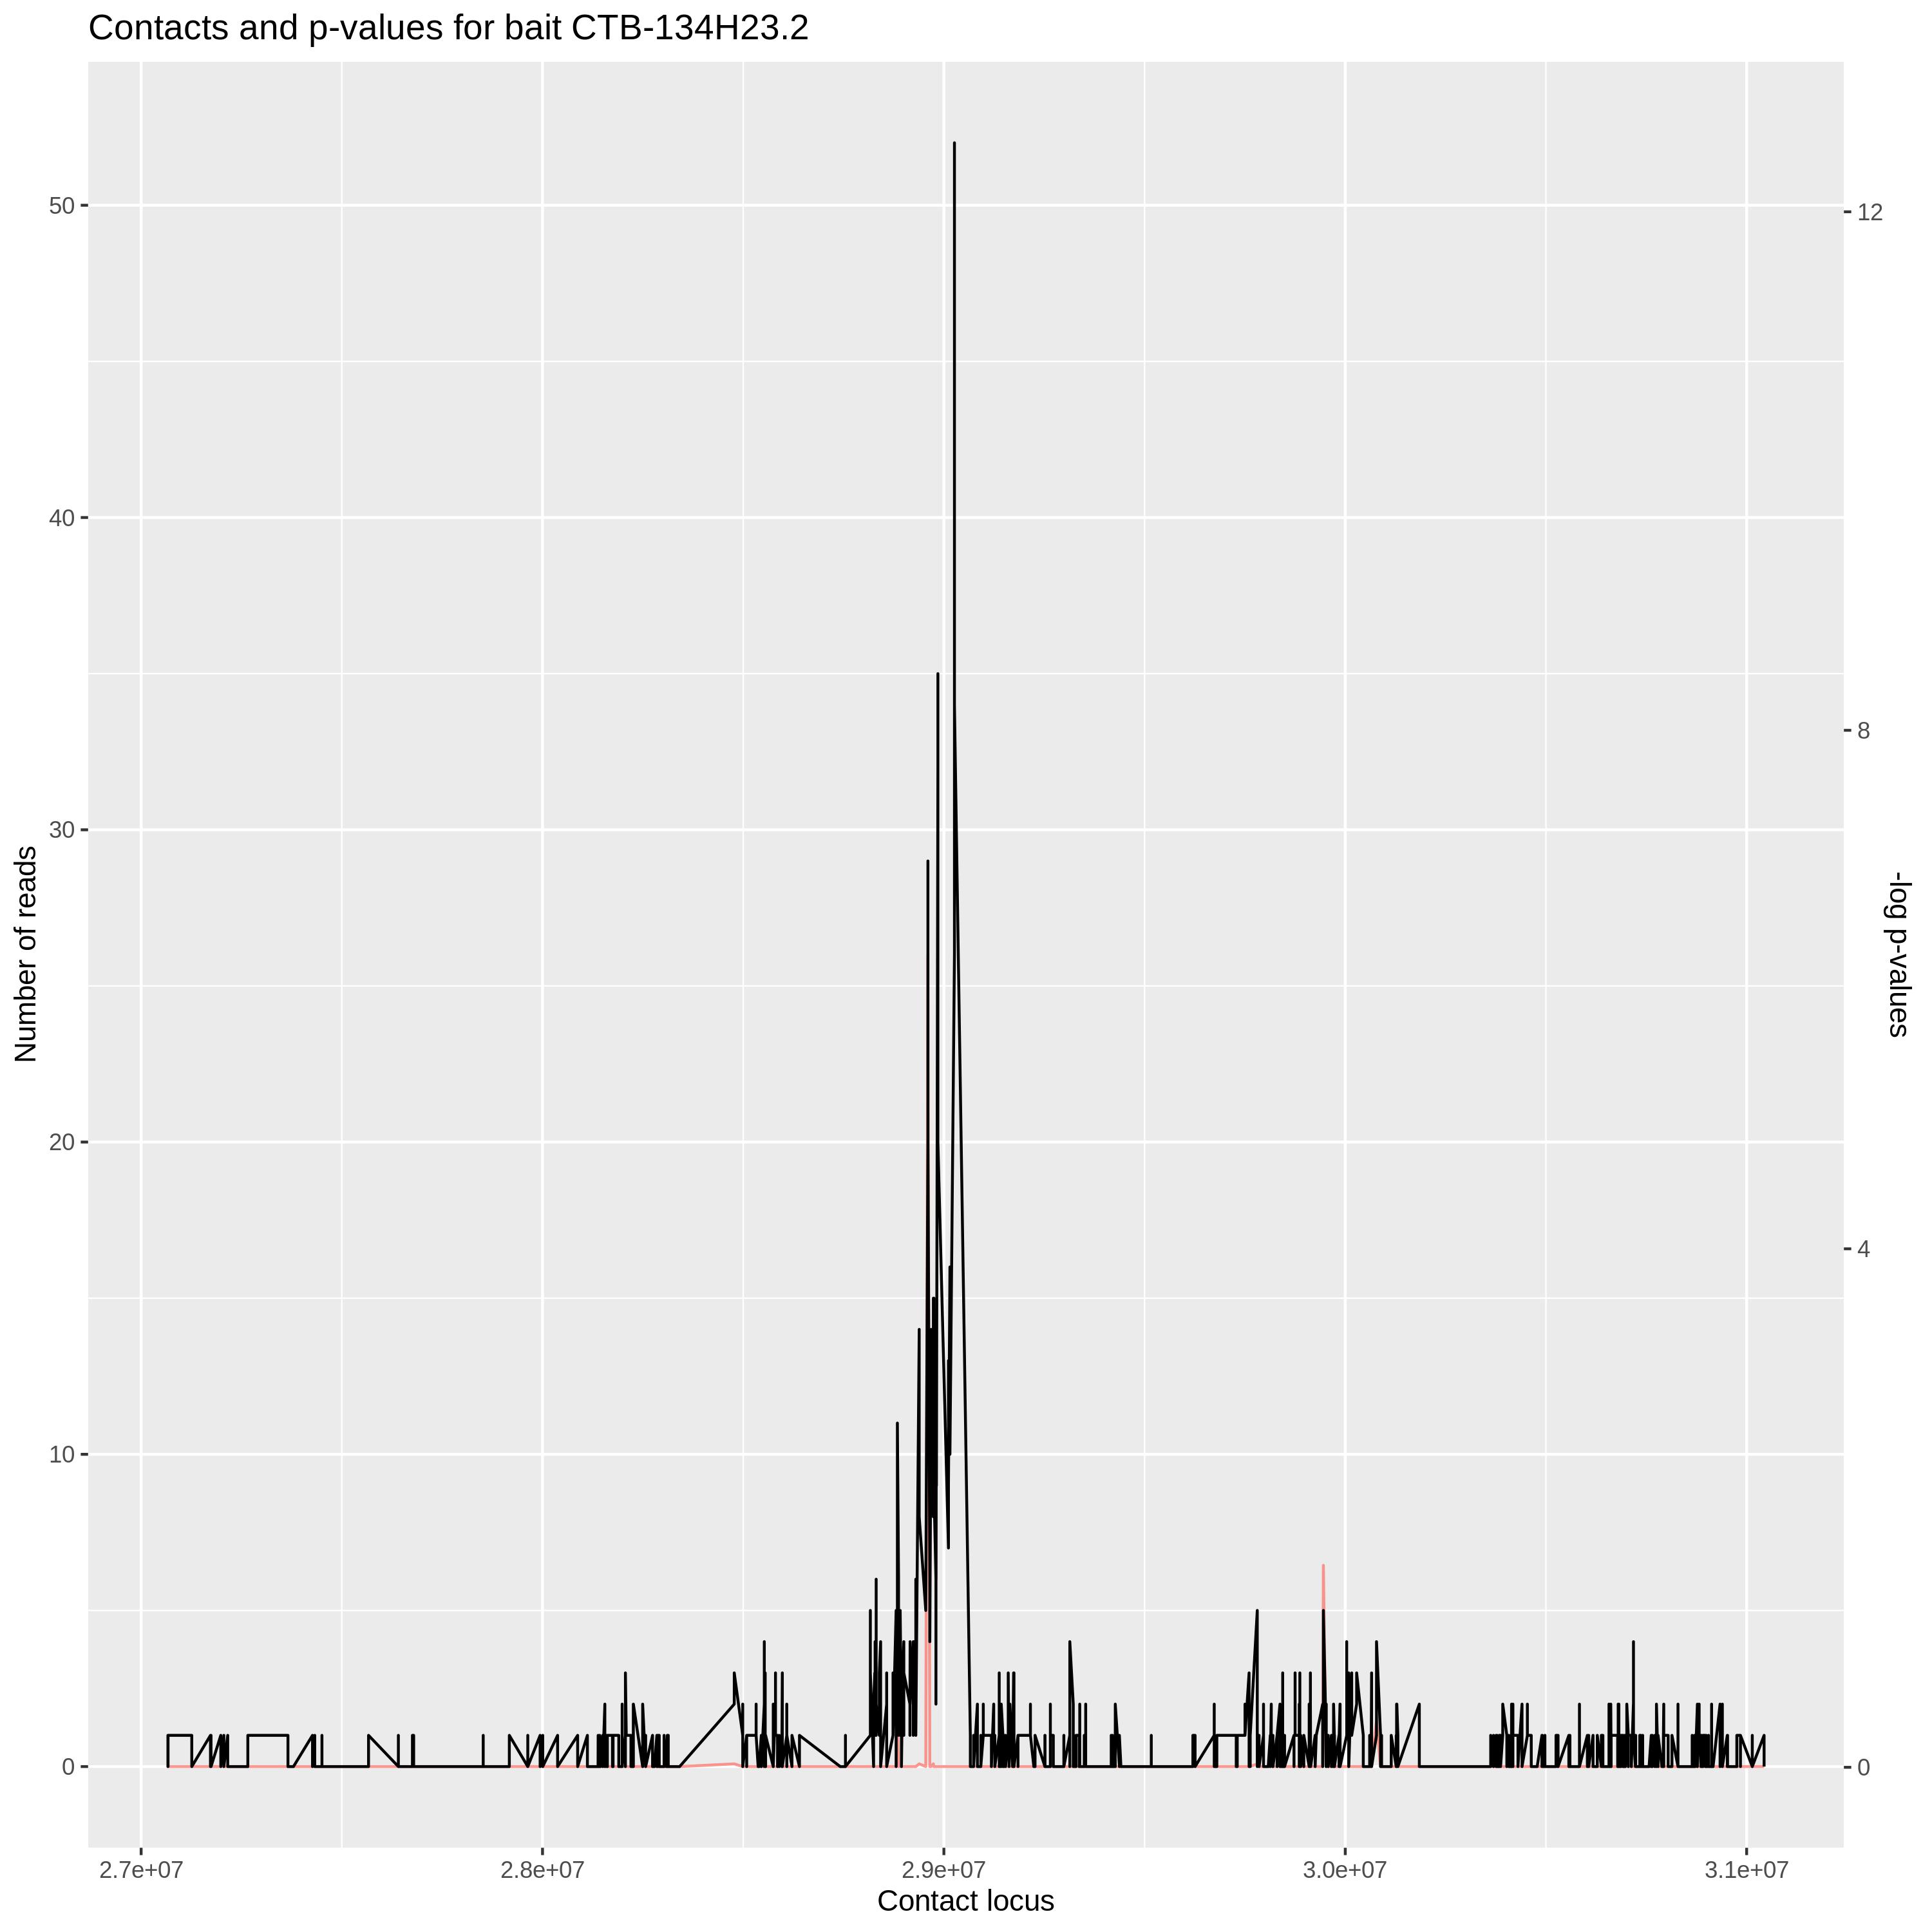 Contacts and p-values for bait CTB-134H23.2
50
40
30
20
10
0
Number of reads
12
8
4
0
-log p-values
2.7e+07
2.8e+07
2.9e+07
3.0e+07
3.1e+07
Contact locus